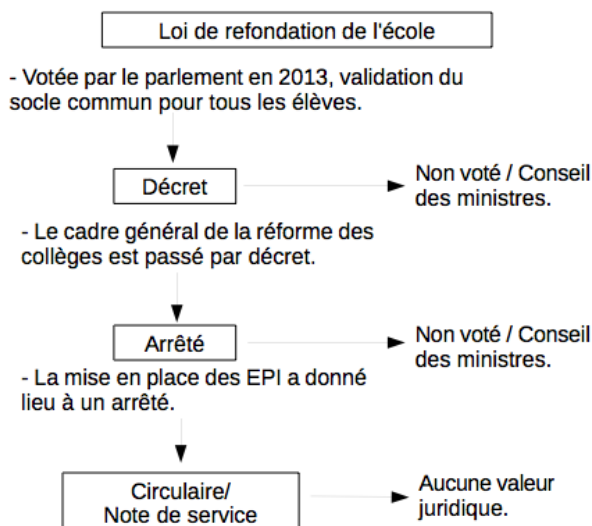 Loi de refondation de l'école
- Votée par le parlement en 2013, validation du
socle commun pour tous les élèves.
Décret
Non voté / Conseil
des ministres.
- Le cadre général de la réforme des
collèges est passé par décret.
Arrêté
Non voté / Conseil
des ministres.
- La mise en place des EPI a donné
lieu à un arrêté.
Circulaire/
Note de service
Aucune valeur
juridique.